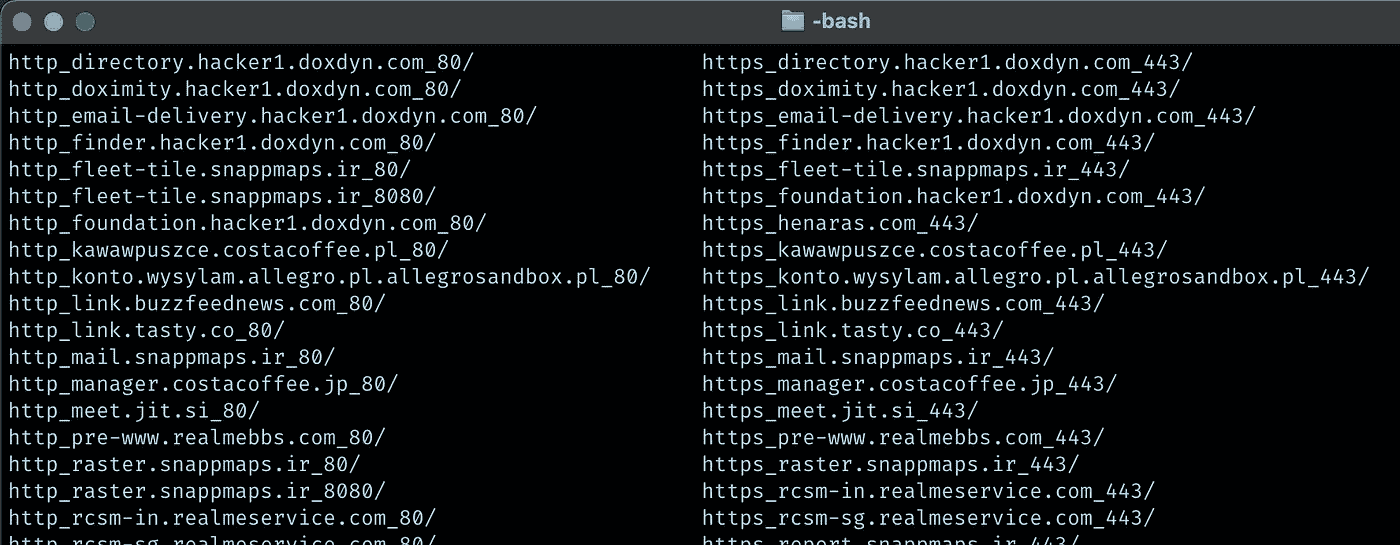 -bash
http_directory.hacker1.doxdyn.com_80/ https_directory.hacker1.doxdyn.com_443/
http_doximity.hacker1.doxdyn.com_80/ https_doximity.hacker1.doxdyn.com_443/
http_email-delivery.hacker1.doxdyn.com_80/ https_email-delivery.hacker1.doxdyn.com_443/
http_finder.hacker1.doxdyn.com_80/ https_finder.hacker1.doxdyn.com_443/
http_fleet-tile.snappmaps.ir_80/ https_fleet-tile.snappmaps.ir_443/
http_fleet-tile.snappmaps.ir_8080/ https_foundation.hacker1.doxdyn.com_443/
http_foundation.hacker1.doxdyn.com_80/ https_henaras.com_443/
http_kawawpuszce.costacoffee.pl_80/ https_kawawpuszce.costacoffee.pl_443/
http_konto.wysylam.allegro.pl.allegrosandbox.pl_80/ https_konto.wysylam.allegro.pl.allegrosandbox.pl_443/
http_link.buzzfeednews.com_80/ https_link.buzzfeednews.com_443/
http_link.tasty.co_80/ https_link.tasty.co_443/
http_mail.snappmaps.ir_80/ https_mail.snappmaps.ir_443/
http_manager.costacoffee.jp_80/ https_manager.costacoffee.jp_443/
http_meet.jit.si_80/ https_meet.jit.si_443/
http_pre-www.realmebbs.com_80/ https_pre-www.realmebbs.com_443/
http_raster.snappmaps.ir_80/ https_raster.snappmaps.ir_443/
http_raster.snappmaps.ir_8080/ https_rcsm-in.realmeservice.com_443/
http_rcsm-in.realmeservice.com_80/ https_rcsm-sg.realmeservice.com_443/
http_rcsm-sg.realmeservice.com_80/ https_report.snappmaps.ir_443/